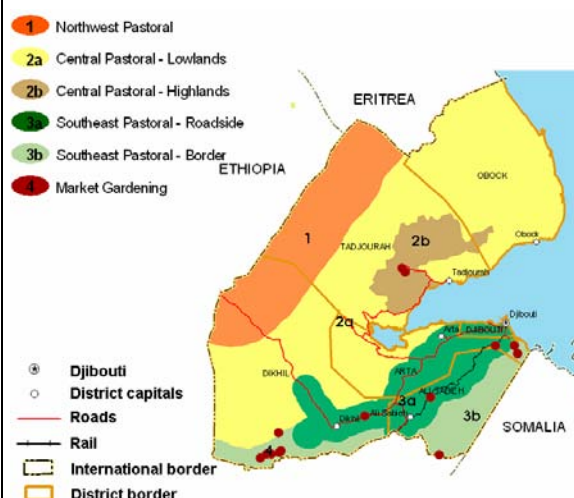 1 Northwest Pastoral
2a Central Pastoral - Lowlands
2b Central Pastoral - Highlands
3a Southeast Pastoral - Roadside
3b Southeast Pastoral - Border
4 Market Gardening
ERITREA
ETHIOPIA
OBOCK
1
TADJOURAH
2b
Obock
Tadjourah
2a
Djibouti
Arta
DJIBOUTI
DIKHIL
ARTA
ALI SABIEH
3a
Dikhil
Ali Sabieh
3b
SOMALIA
4
Djibouti
District capitals
Roads
Rail
International border
District border